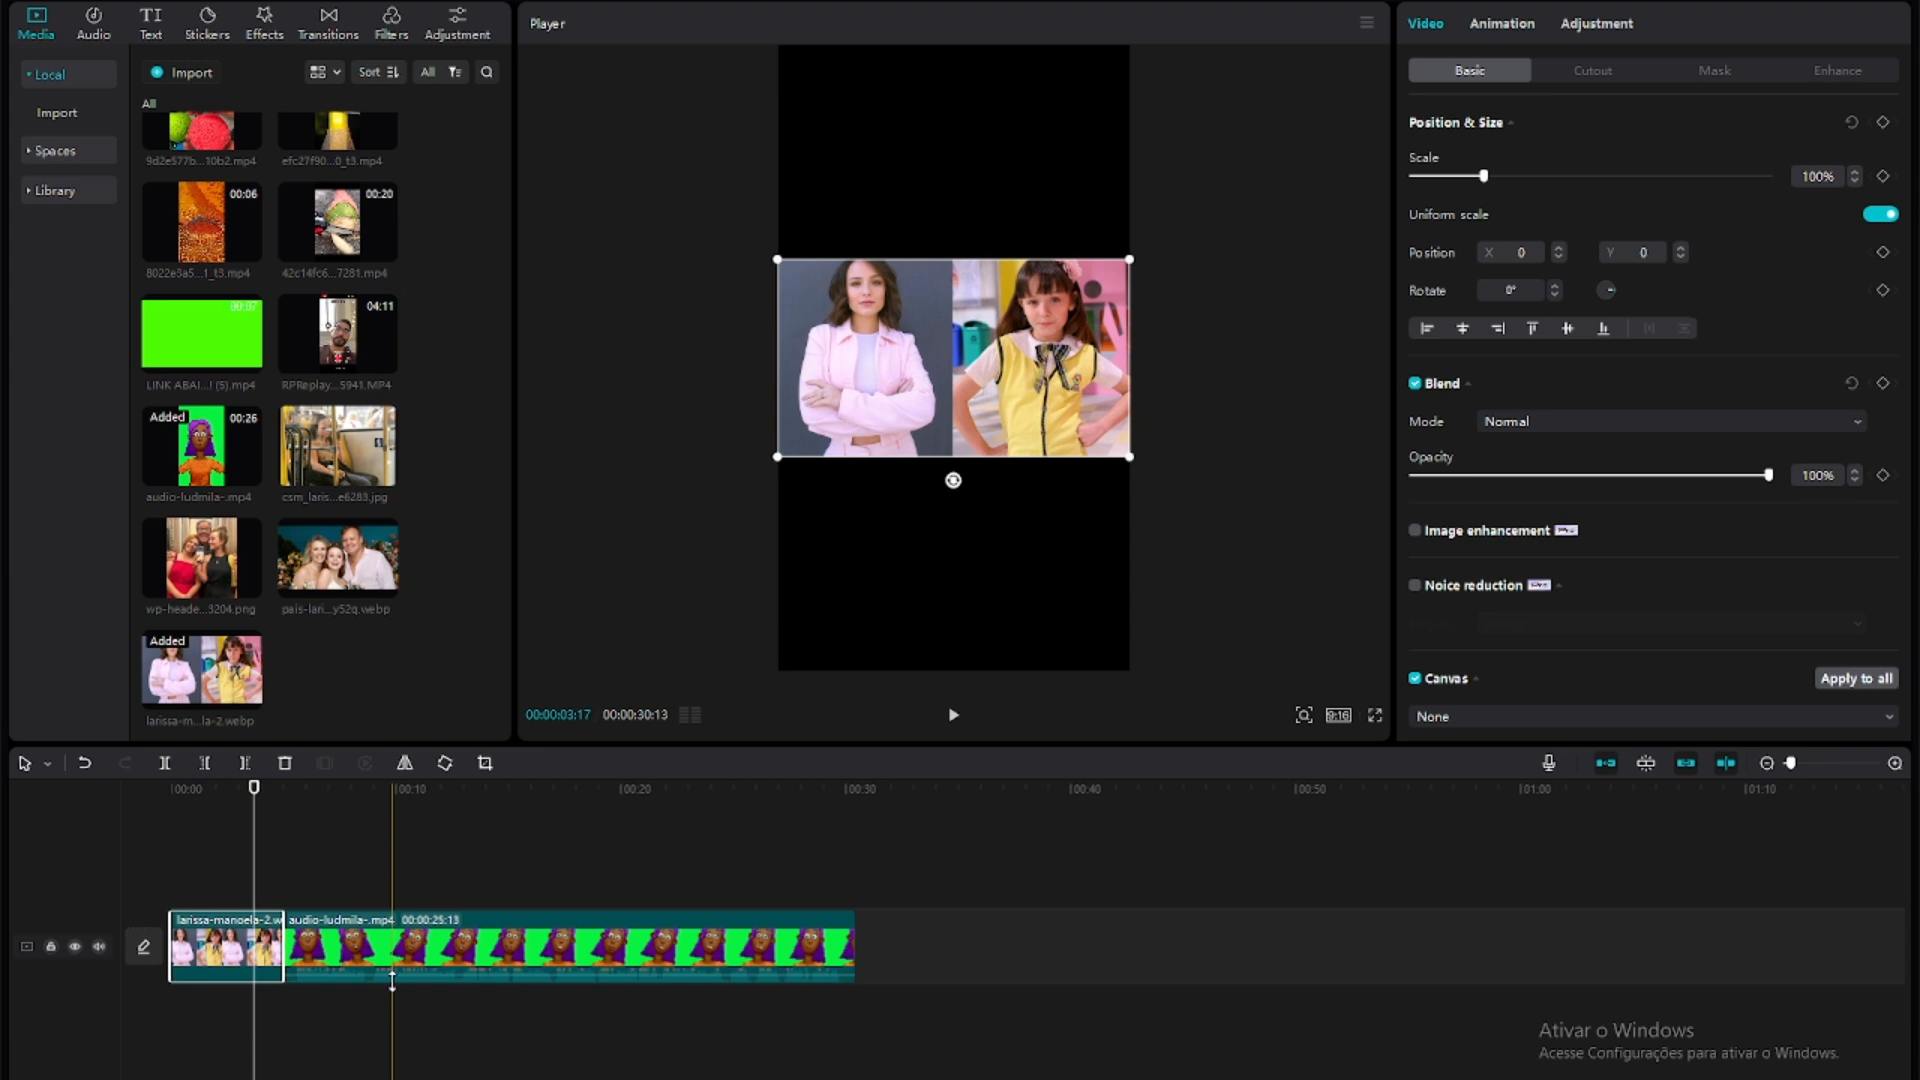 Media
Audio
Text
Stickers
Effects
Transitions
Filters
Adjustment
Local
Import
Spaces
Library
Import
Sort
All
All
9d2e577b...10b2.mp4
efc27f90...0_t3.mp4
00:06
00:20
8022e3a5...1_t3.mp4
42c14fc6...7281.mp4
00:07
04:11
LINK ABAI...! (5).mp4
RPReplay...5941.MP4
Added
00:26
audio-ludmila-.mp4
csm_laris...e6283.jpg
wp-heade...3204.png
pais-lari...y52q.webp
Added
larissa-m...la-2.webp
Player
00:00:03:17
00:00:30:13
9:16
Video
Animation
Adjustment
Basic
Cutout
Mask
Enhance
Position & Size
Scale
100%
Uniform scale
Position
X 0
Y 0
Rotate
0°
Blend
Mode
Normal
Opacity
100%
Image enhancement
Noice reduction
Canvas
Apply to all
None
00:00
00:10
00:20
00:30
00:40
00:50
01:00
01:10
larissa-manoela-2.w
audio-ludmila-.mp4 00:00:25:13
Ativar o Windows
Acesse Configurações para ativar o Windows.